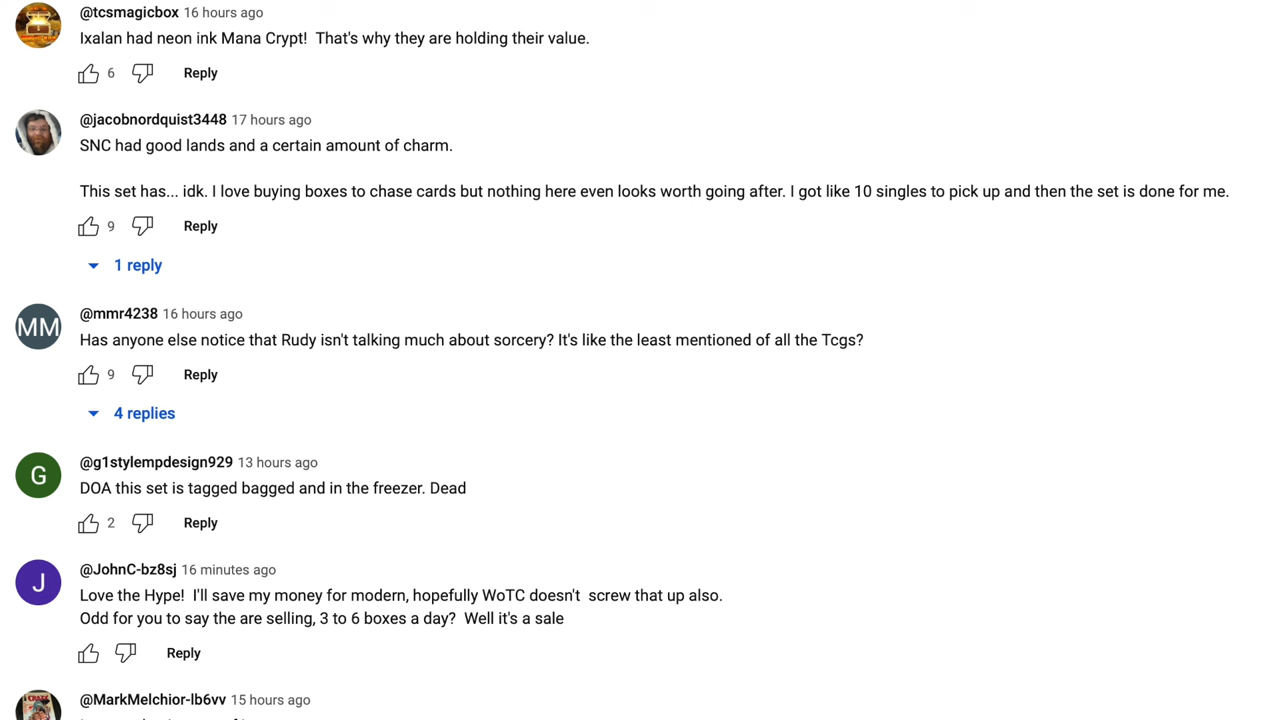 @tcsmagicbox 16 hours ago
Ixalan had neon ink Mana Crypt!  That's why they are holding their value.
6 Reply
@jacobnordquist3448 17 hours ago
SNC had good lands and a certain amount of charm.
This set has... idk. I love buying boxes to chase cards but nothing here even looks worth going after. I got like 10 singles to pick up and then the set is done for me.
9 Reply
1 reply
MM
@mmr4238 16 hours ago
Has anyone else notice that Rudy isn't talking much about sorcery? It's like the least mentioned of all the Tcgs?
9 Reply
4 replies
G
@g1stylempdesign929 13 hours ago
DOA this set is tagged bagged and in the freezer. Dead
2 Reply
J
@JohnC-bz8sj 16 minutes ago
Love the Hype!  I'll save my money for modern, hopefully WoTC doesn't  screw that up also.
Odd for you to say the are selling, 3 to 6 boxes a day?  Well it's a sale
Reply
@MarkMelchior-lb6vv 15 hours ago